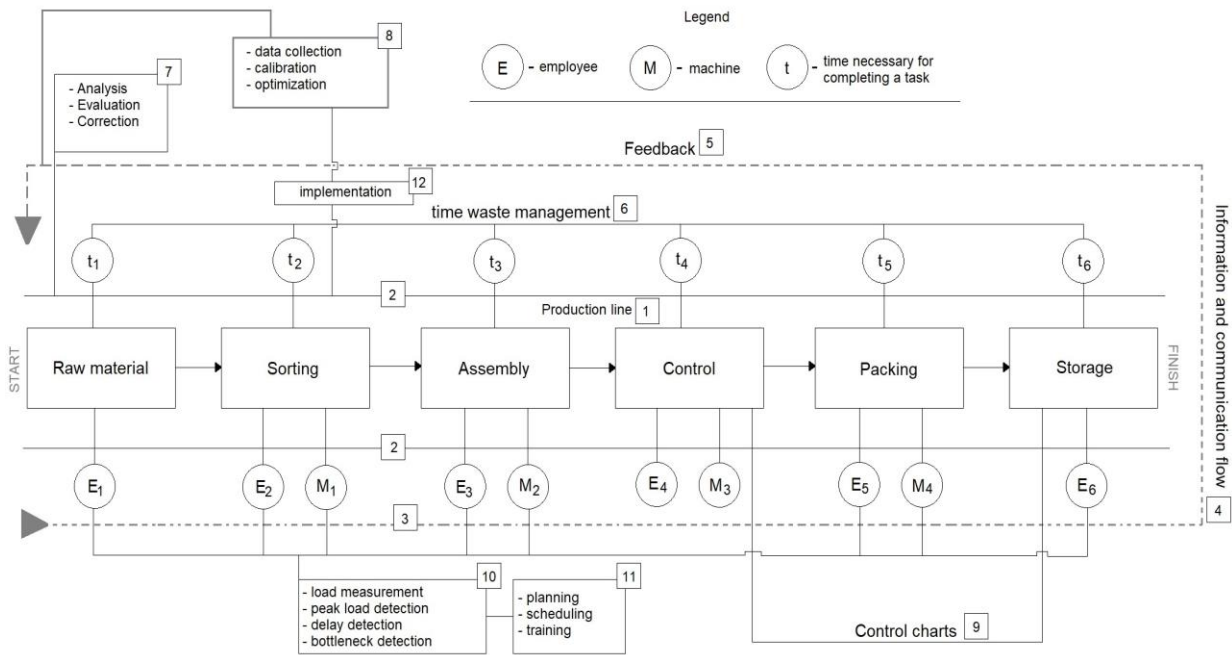 Legend
E - employee
M - machine
t - time necessary for
completing a task
8
- data collection
- calibration
- optimization
7
- Analysis
- Evaluation
- Correction
Feedback 5
implementation 12
time waste management 6
t1 t2 t3 t4 t5 t6
2
Production line 1
START
Raw material
Sorting
Assembly
Control
Packing
Storage
FINISH
Information and communication flow
4
2
E1 E2 M1 E3 M2 E4 M3 E5 M4 E6
3
10
- load measurement
- peak load detection
- delay detection
- bottleneck detection
11
- planning
- scheduling
- training
Control charts 9